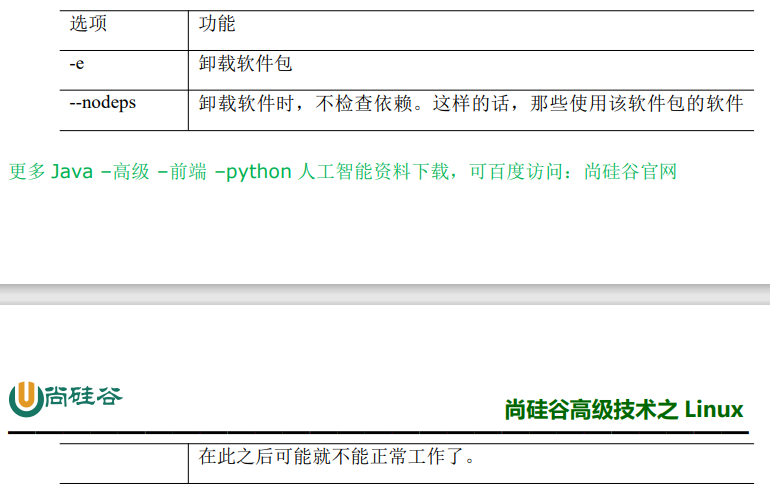 选项 功能
-e 卸载软件包
--nodeps 卸载软件时，不检查依赖。这样的话，那些使用该软件包的软件
更多 Java –高级 –前端 –python 人工智能资料下载，可百度访问：尚硅谷官网
尚硅谷
尚硅谷高级技术之 Linux
在此之后可能就不能正常工作了。